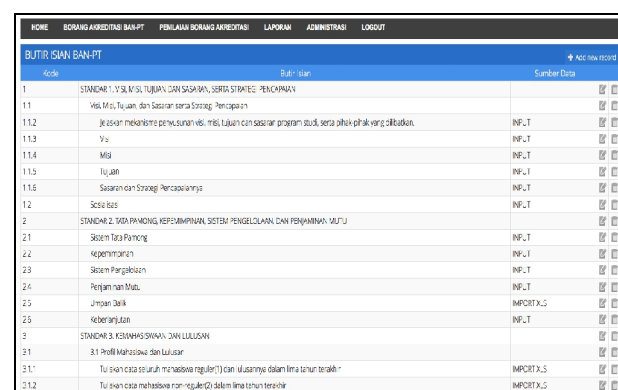 HOME BORANG AKREDITASI BAN-PT PENILAIAN BORANG AKREDITASI LAPORAN ADMINISTRASI LOGOUT
BUTIR ISIAN BAN-PT Add new record
Kode Butir Isian Sumber Data
1 STANDAR 1. VISI, MISI, TUJUAN DAN SASARAN, SERTA STRATEGI PENCAPAIAN
1.1 Visi, Misi, Tujuan, dan Sasaran serta Strategi Pencapaian
1.1.2 Jelaskan mekanisme penyusunan visi, misi, tujuan dan sasaran program studi, serta pihak-pihak yang dilibatkan. INPUT
1.1.3 Visi INPUT
1.1.4 Misi INPUT
1.1.5 Tujuan INPUT
1.1.6 Sasaran dan Strategi Pencapaiannya INPUT
1.2 Sosialisasi INPUT
2 STANDAR 2. TATA PAMONG, KEPEMIMPINAN, SISTEM PENGELOLAAN, DAN PENJAMINAN MUTU
2.1 Sistem Tata Pamong INPUT
2.2 Kepemimpinan INPUT
2.3 Sistem Pengelolaan INPUT
2.4 Penjaminan Mutu INPUT
2.5 Umpan Balik IMPORT XLS
2.6 Keberlanjutan INPUT
3 STANDAR 3. KEMAHASISWAAN DAN LULUSAN
3.1 3.1 Profil Mahasiswa dan Lulusan
3.1.1 Tuliskan data seluruh mahasiswa reguler(1) dan lulusannya dalam lima tahun terakhir IMPORT XLS
3.1.2 Tuliskan data mahasiswa non-reguler(2) dalam lima tahun terakhir IMPORT XLS